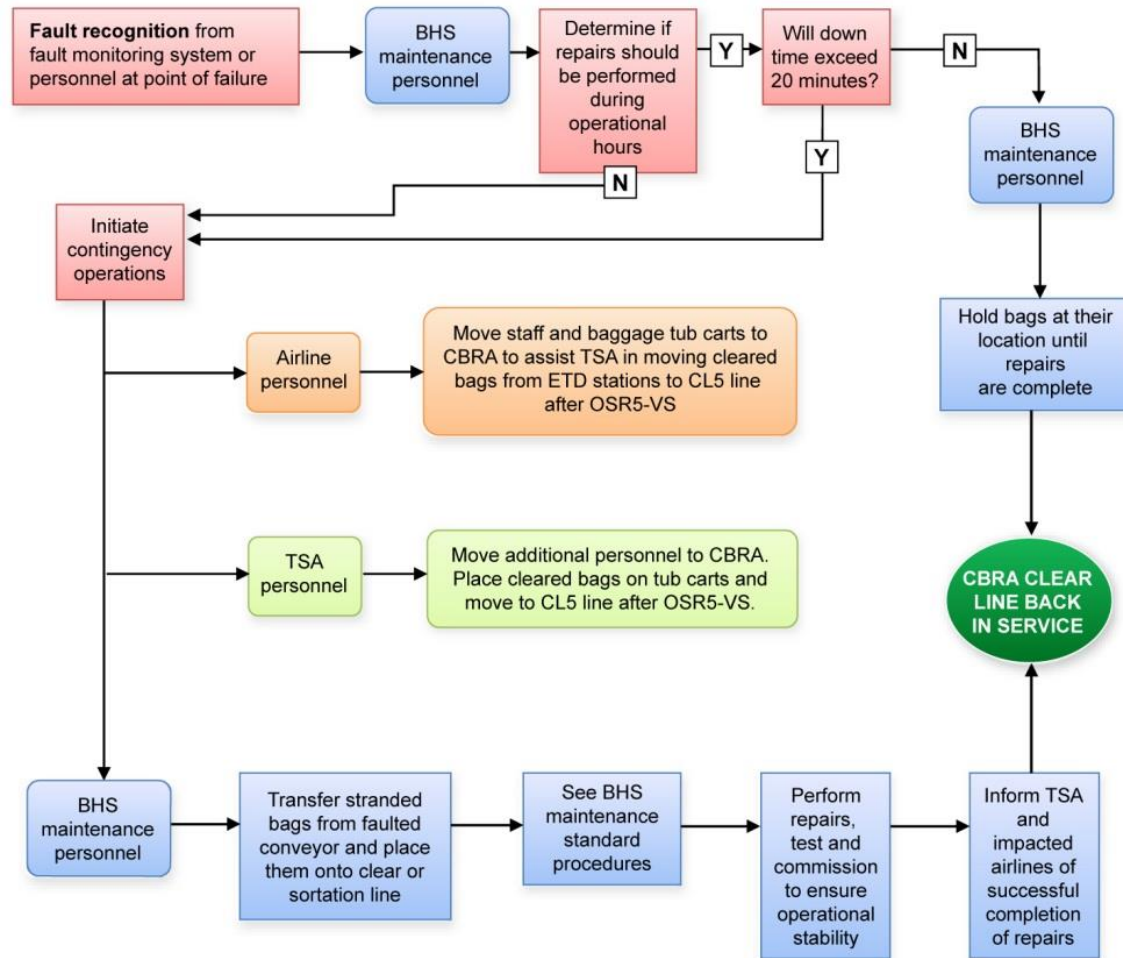 Fault recognition from
fault monitoring system or
personnel at point of failure
BHS
maintenance
personnel
Determine if
repairs should
be performed
during
operational
hours
Y
Will down
time exceed
20 minutes?
N
Y
N
BHS
maintenance
personnel
Initiate
contingency
operations
Hold bags at their
location until
repairs
are complete
Airline
personnel
Move staff and baggage tub carts to
CBRA to assist TSA in moving cleared
bags from ETD stations to CL5 line
after OSR5-VS
TSA
personnel
Move additional personnel to CBRA.
Place cleared bags on tub carts and
move to CL5 line after OSR5-VS.
CBRA CLEAR
LINE BACK
IN SERVICE
BHS
maintenance
personnel
Transfer stranded
bags from faulted
conveyor and place
them onto clear or
sortation line
See BHS
maintenance
standard
procedures
Perform
repairs,
test and
commission
to ensure
operational
stability
Inform TSA
and
impacted
airlines of
successful
completion
of repairs